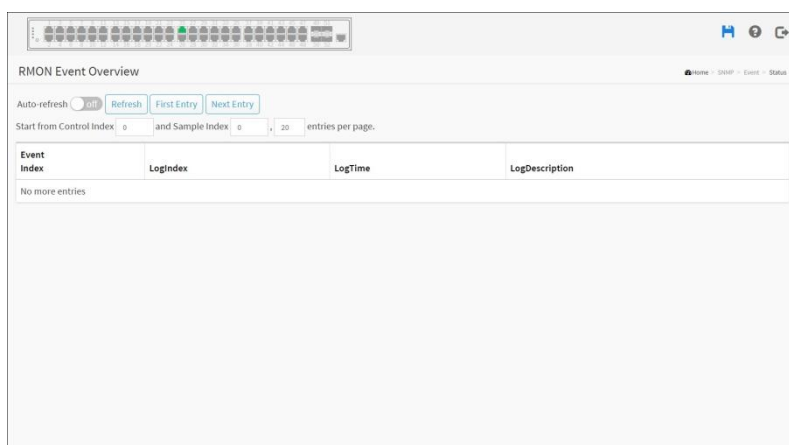 RMON Event Overview
Home > SNMP > Event > Status
Auto-refresh off Refresh First Entry Next Entry
Start from Control Index 0 and Sample Index 0 , 20 entries per page.
Event
Index LogIndex LogTime LogDescription
No more entries